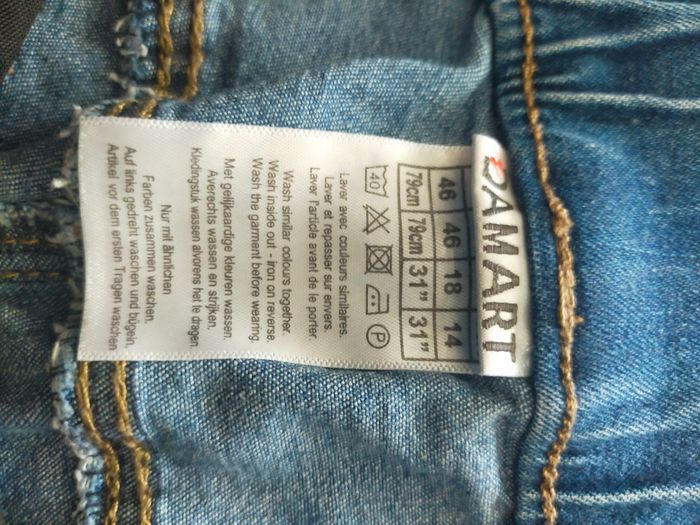 DAMART
46 46 18 14
79cm 79cm 31" 31"
40 P
Laver avec couleurs similaires.
Laver et repasser sur envers.
Laver l'article avant de le porter.
Wash similar colours together.
Wash inside out - iron on reverse.
Wash the garment before wearing.
Met gelijkaardige kleuren wassen.
Averechts wassen en strijken.
Kledingstuk wassen alvorens het te dragen.
Nur mit ähnlichen
Farben zusammen waschen.
Auf links gedreht waschen und bügeln.
Artikel vor dem ersten Tragen waschen